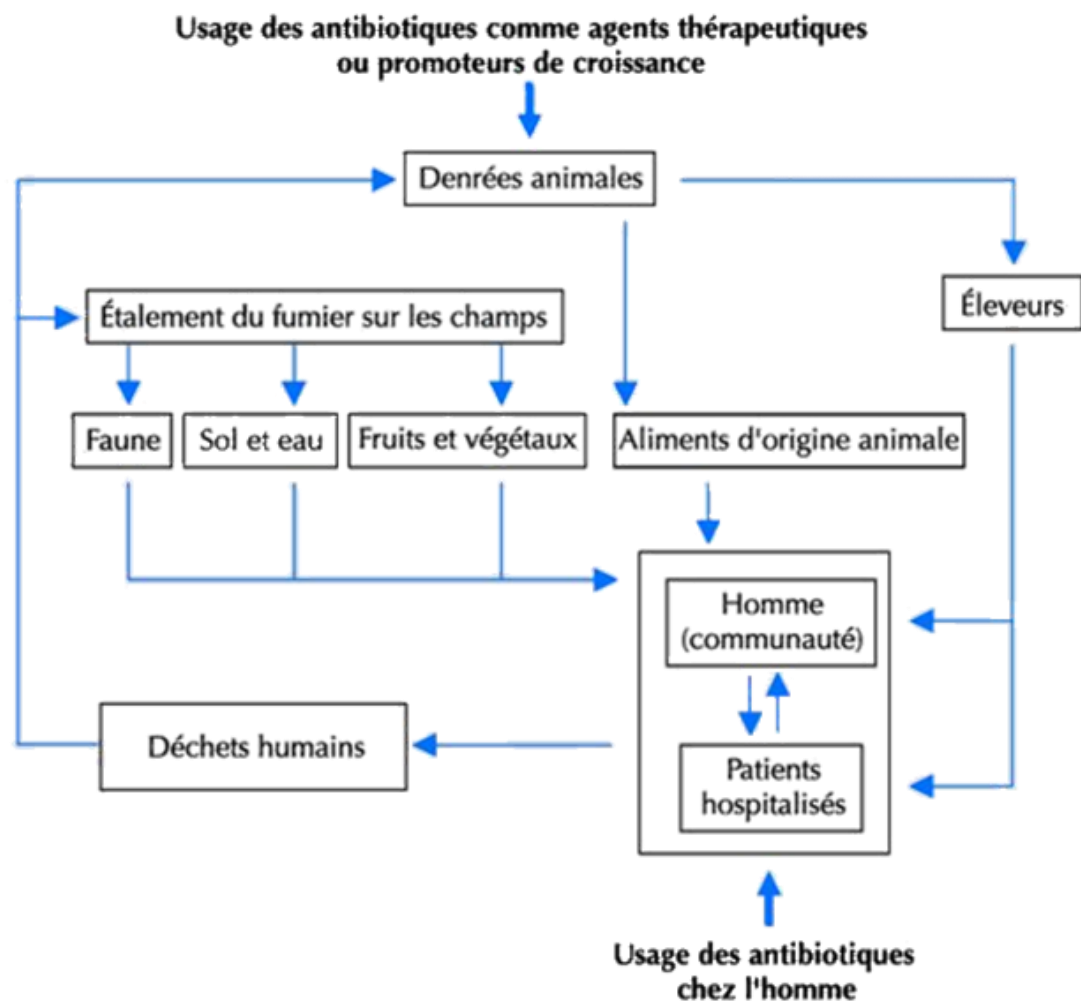 Usage des antibiotiques comme agents thérapeutiques
ou promoteurs de croissance
Denrées animales
Étalement du fumier sur les champs
Éleveurs
Faune
Sol et eau
Fruits et végétaux
Aliments d'origine animale
Homme
(communauté)
Déchets humains
Patients
hospitalisés
Usage des antibiotiques
chez l'homme